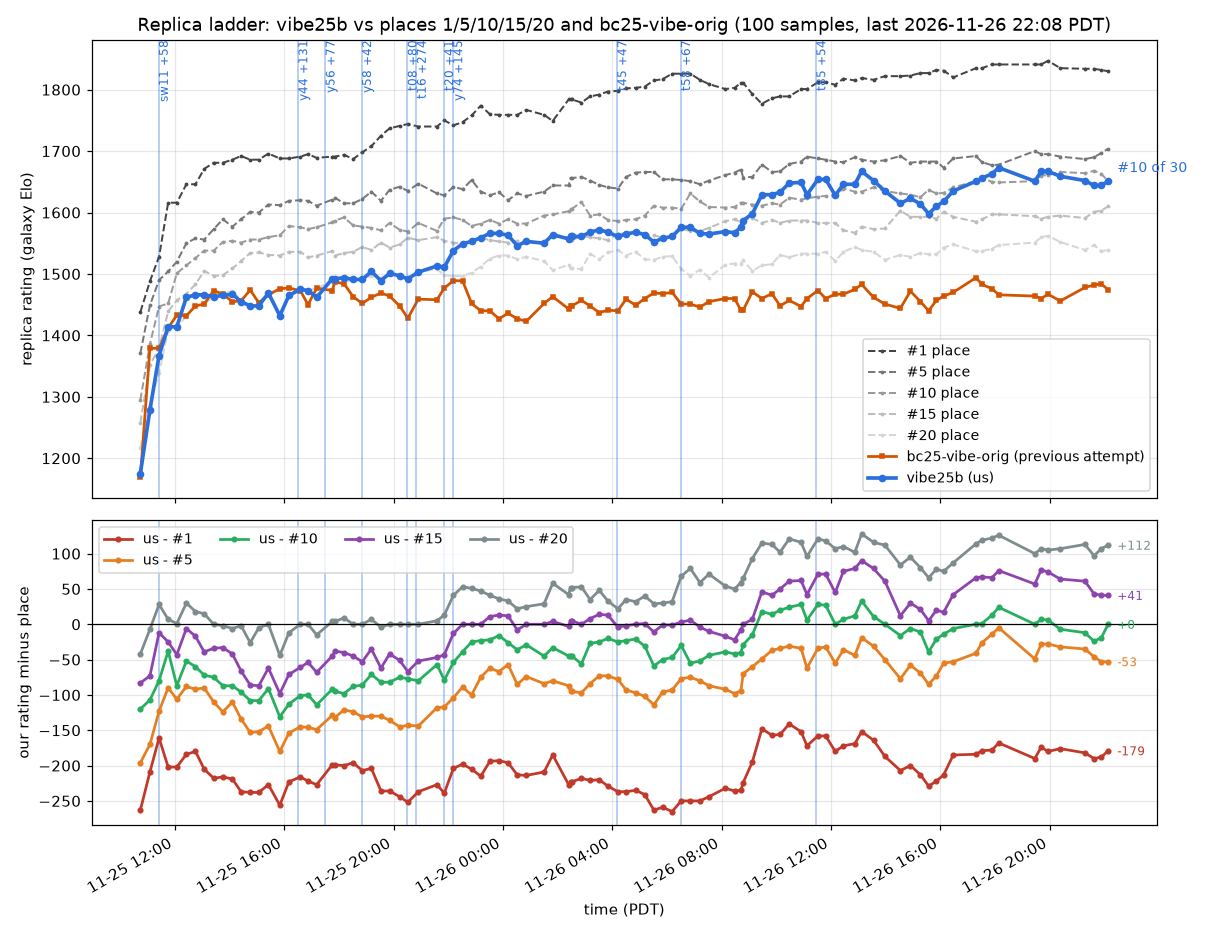 Replica ladder: vibe25b vs places 1/5/10/15/20 and bc25-vibe-orig (100 samples, last 2026-11-26 22:08 PDT)
sw11 +58
y44 +131
y56 +77
y58 +42
t08 +80
t16 +274
t20 +41
y74 +145
t45 +47
t58 +67
t85 +54
1800
1700
1600
1500
1400
1300
1200
replica rating (galaxy Elo)
#10 of 30
#1 place
#5 place
#10 place
#15 place
#20 place
bc25-vibe-orig (previous attempt)
vibe25b (us)
us - #1
us - #5
us - #10
us - #15
us - #20
100
50
0
−50
−100
−150
−200
−250
our rating minus place
+112
+41
+0
-53
-179
11-25 12:00
11-25 16:00
11-25 20:00
11-26 00:00
11-26 04:00
11-26 08:00
11-26 12:00
11-26 16:00
11-26 20:00
time (PDT)